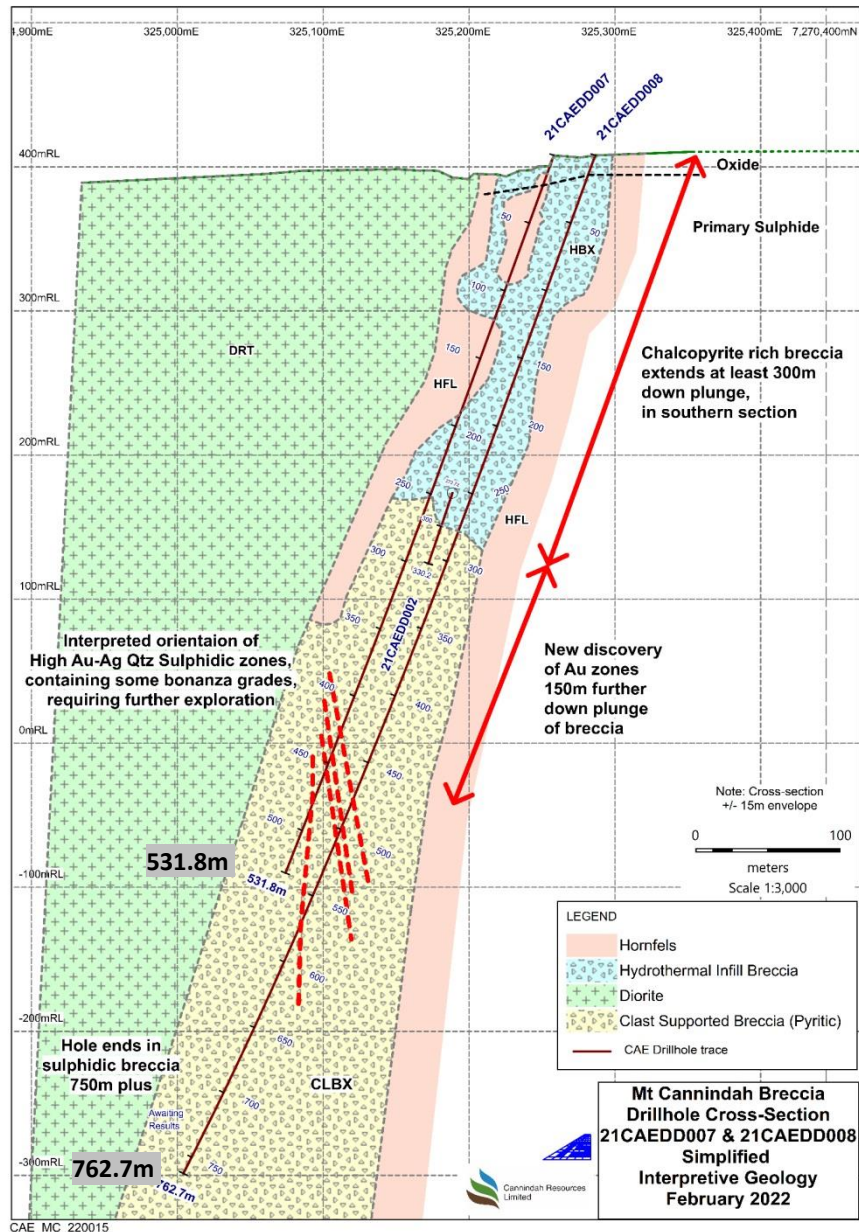 4,900mE
325,000mE
325,100mE
325,200mE
325,300mE
325,400mE
7,270,400mN
21CAEDD007
21CAEDD008
400mRL
Oxide
Primary Sulphide
50
50
HBX
300mRL
100
150
150
DRT
HFL
Chalcopyrite rich breccia
extends at least 300m
down plunge,
in southern section
200mRL
200
200
250
250
HFL
300
300
300
330.2
100mRL
350
350
21CAEDD002
Interpreted orientaion of
High Au-Ag Qtz Sulphidic zones,
containing some bonanza grades,
requiring further exploration
New discovery
of Au zones
150m further
down plunge
of breccia
400
400
0mRL
450
450
Note: Cross-section
+/- 15m envelope
0 100
meters
Scale 1:3,000
500
500
531.8m
531.8m
-100mRL
550
600
-200mRL
650
Hole ends in
sulphidic breccia
750m plus
CLBX
700
Awaiting
Results
750
762.7m
762.7m
-300mRL
LEGEND
Hornfels
Hydrothermal Infill Breccia
Diorite
Clast Supported Breccia (Pyritic)
CAE Drillhole trace
Cannindah Resources
Limited
Mt Cannindah Breccia
Drillhole Cross-Section
21CAEDD007 & 21CAEDD008
Simplified
Interpretive Geology
February 2022
CAE_MC_220015